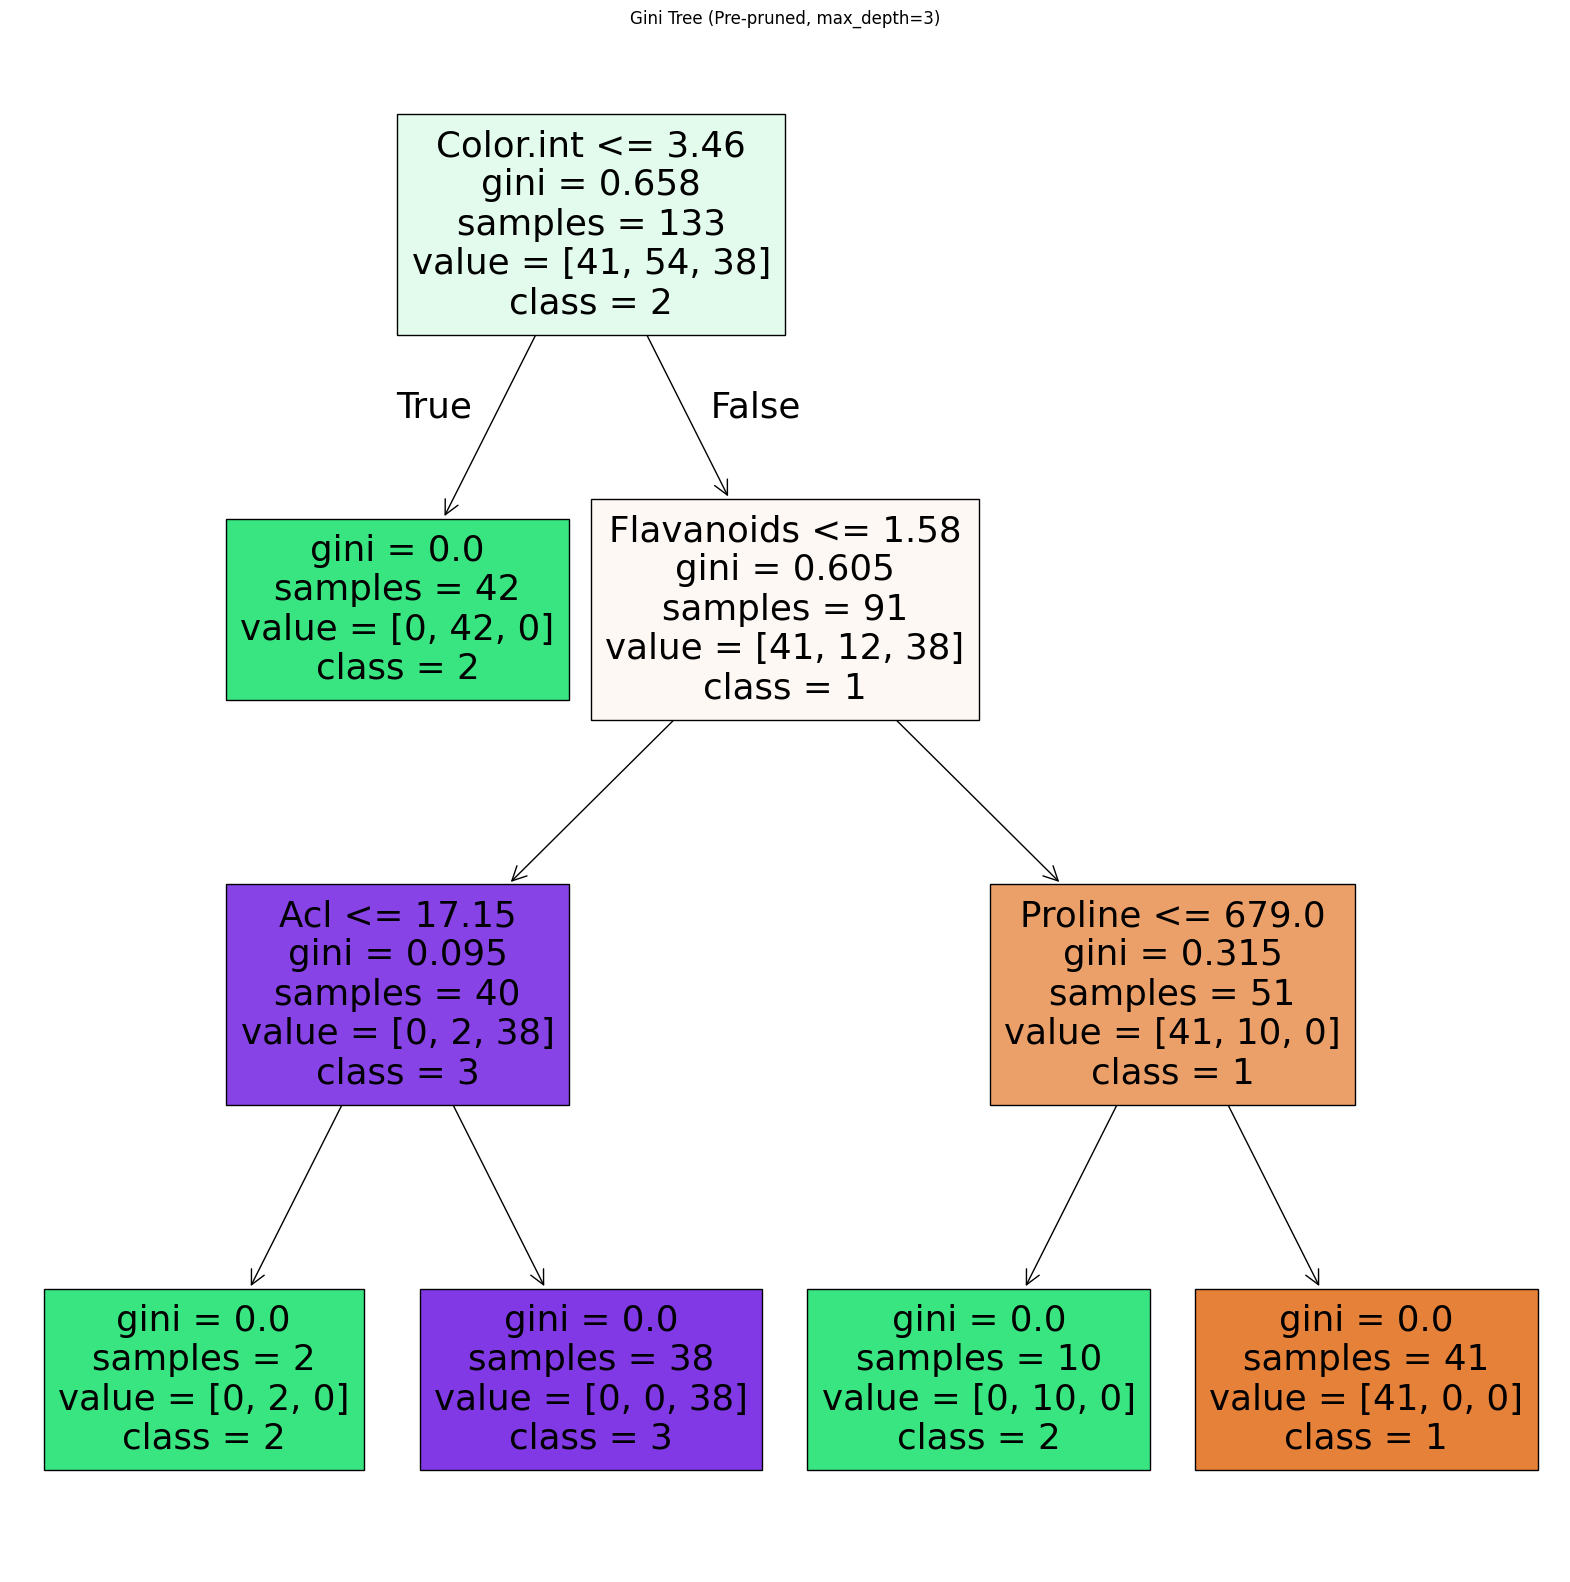 Gini Tree (Pre-pruned, max_depth=3)
Color.int <= 3.46
gini = 0.658
samples = 133
value = [41, 54, 38]
class = 2
True
False
gini = 0.0
samples = 42
value = [0, 42, 0]
class = 2
Flavanoids <= 1.58
gini = 0.605
samples = 91
value = [41, 12, 38]
class = 1
Acl <= 17.15
gini = 0.095
samples = 40
value = [0, 2, 38]
class = 3
Proline <= 679.0
gini = 0.315
samples = 51
value = [41, 10, 0]
class = 1
gini = 0.0
samples = 2
value = [0, 2, 0]
class = 2
gini = 0.0
samples = 38
value = [0, 0, 38]
class = 3
gini = 0.0
samples = 10
value = [0, 10, 0]
class = 2
gini = 0.0
samples = 41
value = [41, 0, 0]
class = 1